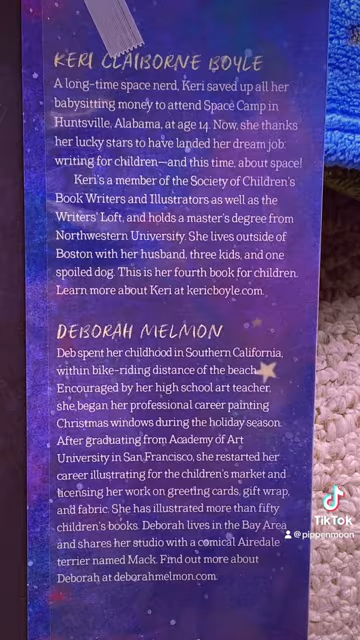 KERI CLAIBORNE BOYLE
A long-time space nerd, Keri saved up all her
babysitting money to attend Space Camp in
Huntsville, Alabama, at age 14. Now, she thanks
her lucky stars to have landed her dream job:
writing for children—and this time, about space!
Keri's a member of the Society of Children's
Book Writers and Illustrators as well as the
Writers' Loft, and holds a master's degree from
Northwestern University. She lives outside of
Boston with her husband, three kids, and one
spoiled dog. This is her fourth book for children.
Learn more about Keri at kericboyle.com.
DEBORAH MELMON
Deb spent her childhood in Southern California,
within bike-riding distance of the beach.
Encouraged by her high school art teacher,
she began her professional career painting
Christmas windows during the holiday season.
After graduating from Academy of Art
University in San Francisco, she restarted her
career illustrating for the children's market and
licensing her work on greeting cards, gift wrap,
and fabric. She has illustrated more than fifty
children's books. Deborah lives in the Bay Area
and shares her studio with a comical Airedale
terrier named Mack. Find out more about
Deborah at deborahmelmon.com.
TikTok
@pippenmoon